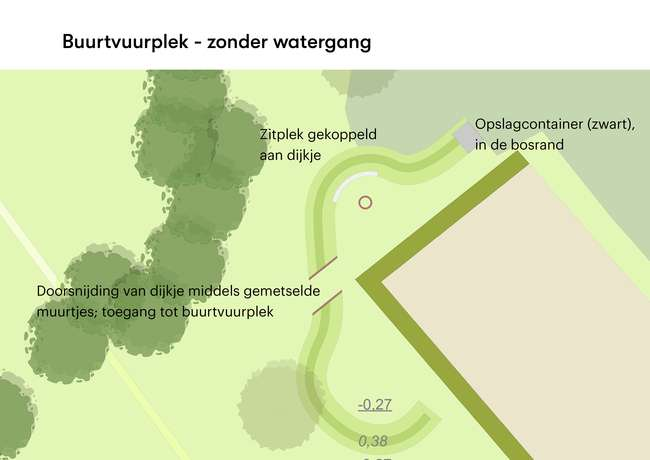 Buurtvuurplek - zonder watergang
Opslagcontainer (zwart),
in de bosrand
Zitplek gekoppeld
aan dijkje
Doorsnijding van dijkje middels gemetselde
muurtjes; toegang tot buurtvuurplek
-0,27
0,38